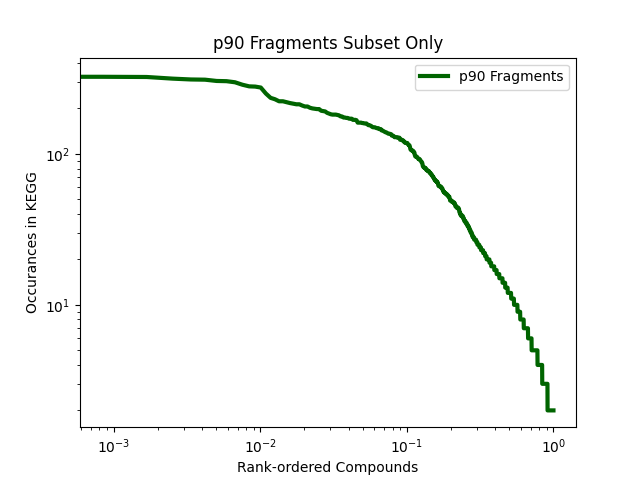 p90 Fragments Subset Only
p90 Fragments
Occurances in KEGG
10²
10¹
10⁻³
10⁻²
10⁻¹
10⁰
Rank-ordered Compounds